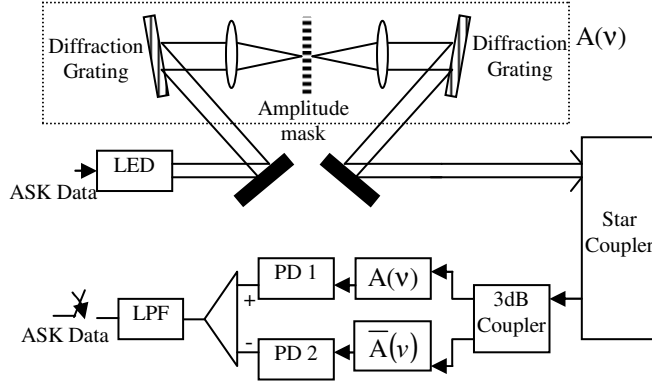 Diffraction
Grating
Amplitude
mask
Diffraction
Grating
A(ν)
LED
ASK Data
Star
Coupler
PD 1
A(ν)
3dB
Coupler
+
-
LPF
ASK Data
PD 2
A̅(ν)